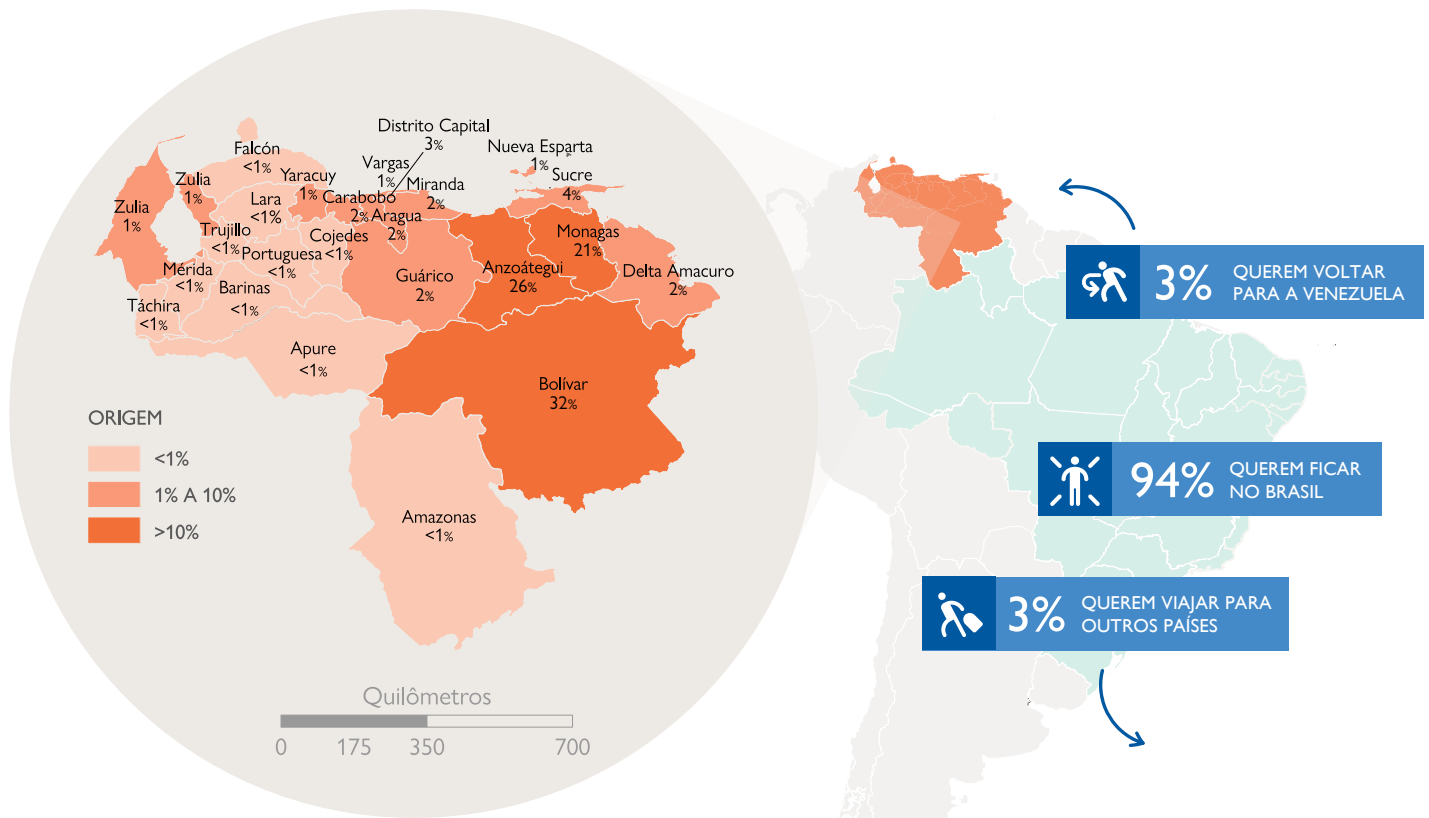 Distrito Capital
3%
Nueva Esparta
1%
Falcón
<1%
Vargas
1%
Zulia
1%
Yaracuy
1%
Miranda
2%
Sucre
4%
Zulia
1%
Lara
<1%
Carabobo
2%
Aragua
2%
Trujillo
<1%
Cojedes
<1%
Monagas
21%
Portuguesa
<1%
Mérida
<1%
Barinas
<1%
Guárico
2%
Anzoátegui
26%
Delta Amacuro
2%
Táchira
<1%
Apure
<1%
Bolívar
32%
Amazonas
<1%
ORIGEM
<1%
1% A 10%
>10%
Quilômetros
0 175 350 700
3% QUEREM VOLTAR
PARA A VENEZUELA
94% QUEREM FICAR
NO BRASIL
3% QUEREM VIAJAR PARA
OUTROS PAÍSES